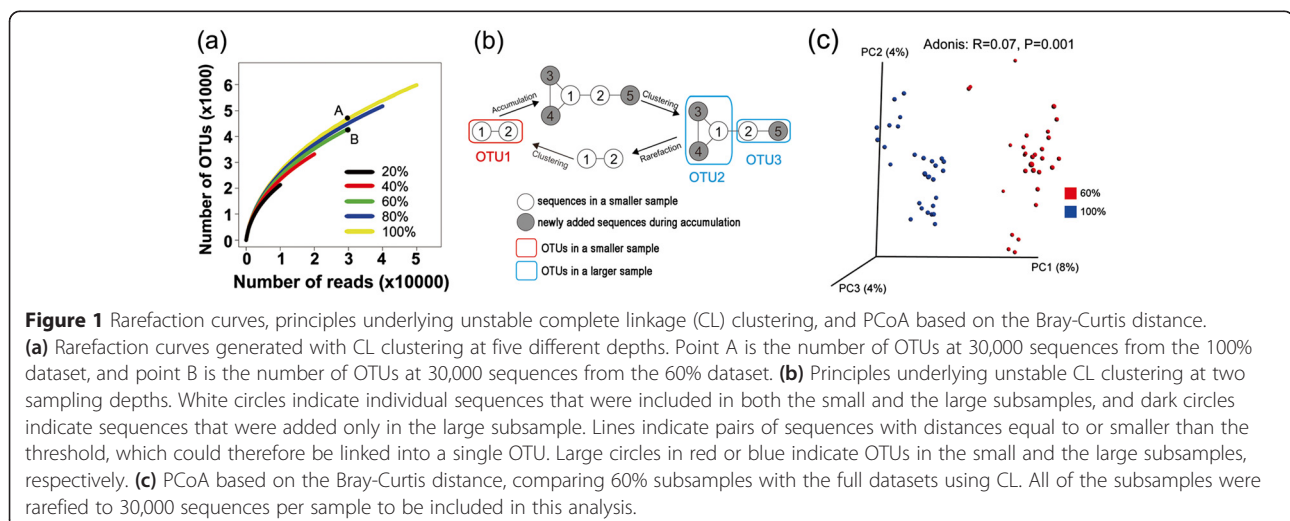 (a)
Number of OTUs (x1000)
6
5
4
3
2
1
0
A
B
20%
40%
60%
80%
100%
0 1 2 3 4 5
Number of reads (x10000)
(b)
3
4
1
2
5
Accumulation
Clustering
1 2
OTU1
Clustering
1 2
Rarefaction
3
4
1
2
5
OTU2
OTU3
sequences in a smaller sample
newly added sequences during accumulation
OTUs in a smaller sample
OTUs in a larger sample
(c)
Adonis: R=0.07, P=0.001
PC2 (4%)
60%
100%
PC1 (8%)
PC3 (4%)
Figure 1 Rarefaction curves, principles underlying unstable complete linkage (CL) clustering, and PCoA based on the Bray-Curtis distance.
(a) Rarefaction curves generated with CL clustering at five different depths. Point A is the number of OTUs at 30,000 sequences from the 100%
dataset, and point B is the number of OTUs at 30,000 sequences from the 60% dataset. (b) Principles underlying unstable CL clustering at two
sampling depths. White circles indicate individual sequences that were included in both the small and the large subsamples, and dark circles
indicate sequences that were added only in the large subsample. Lines indicate pairs of sequences with distances equal to or smaller than the
threshold, which could therefore be linked into a single OTU. Large circles in red or blue indicate OTUs in the small and the large subsamples,
respectively. (c) PCoA based on the Bray-Curtis distance, comparing 60% subsamples with the full datasets using CL. All of the subsamples were
rarefied to 30,000 sequences per sample to be included in this analysis.